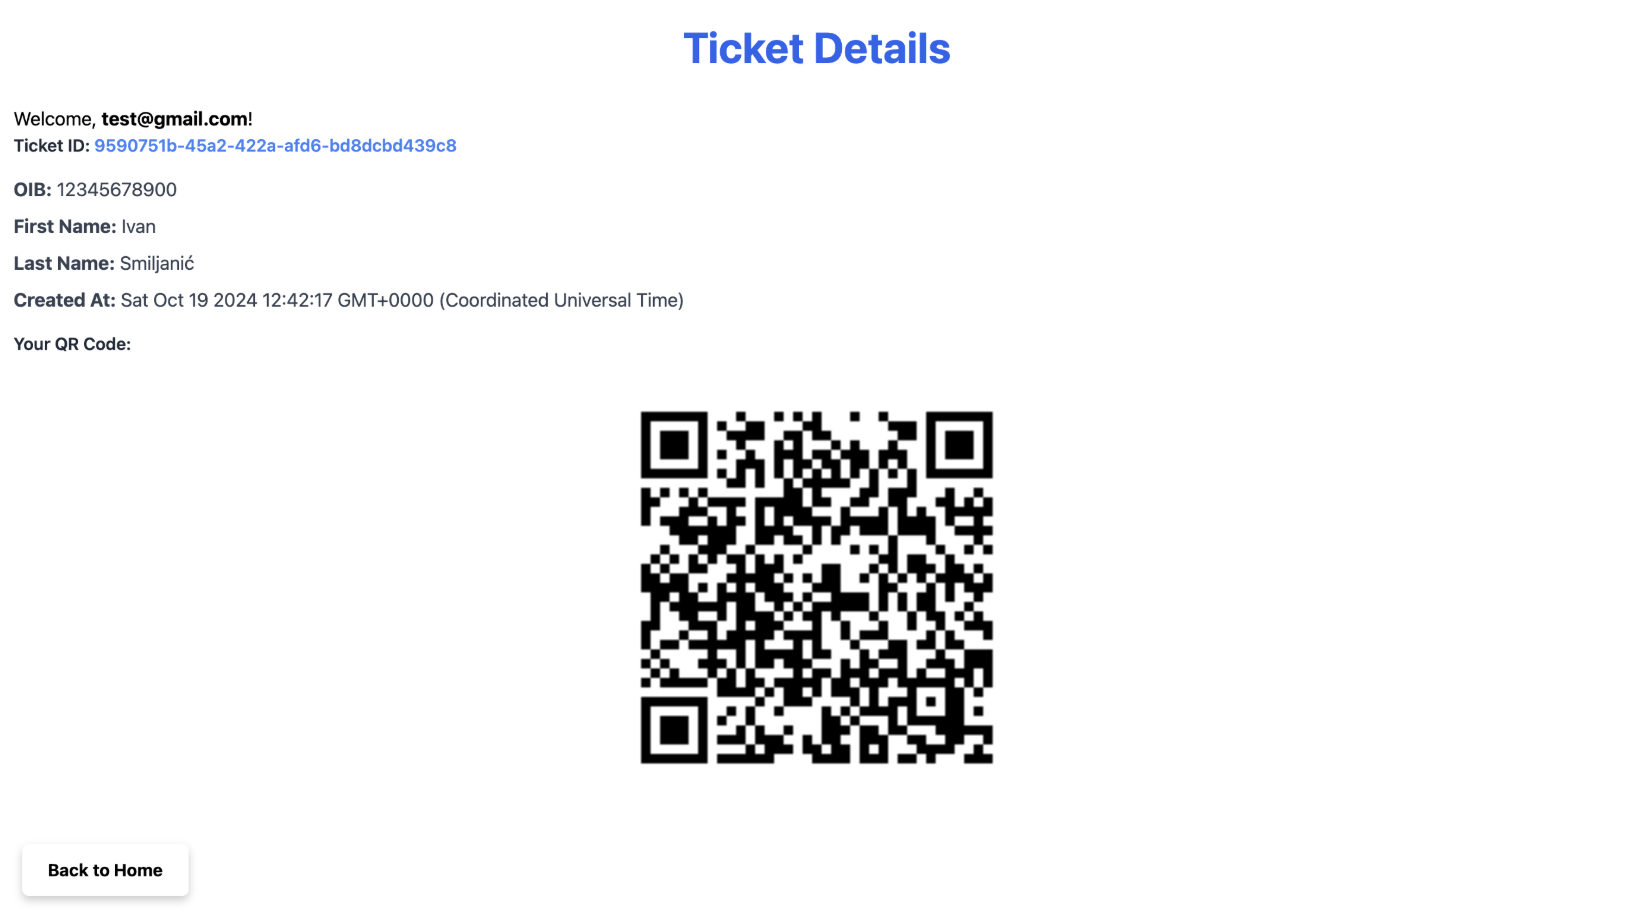 Ticket Details
Welcome, test@gmail.com!
Ticket ID: 9590751b-45a2-422a-afd6-bd8dcbd439c8
OIB: 12345678900
First Name: Ivan
Last Name: Smiljanić
Created At: Sat Oct 19 2024 12:42:17 GMT+0000 (Coordinated Universal Time)
Your QR Code:
Back to Home